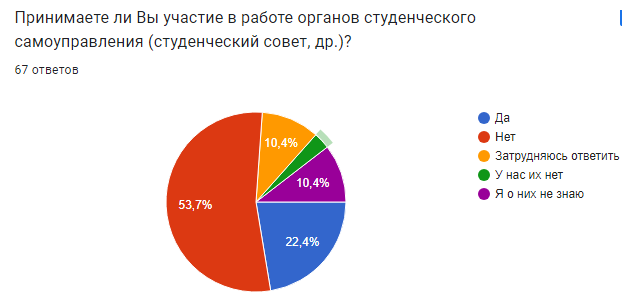 Принимаете ли Вы участие в работе органов студенческого
самоуправления (студенческий совет, др.)?
67 ответов
Да
Нет
Затрудняюсь ответить
У нас их нет
Я о них не знаю
10,4%
10,4%
53,7%
22,4%